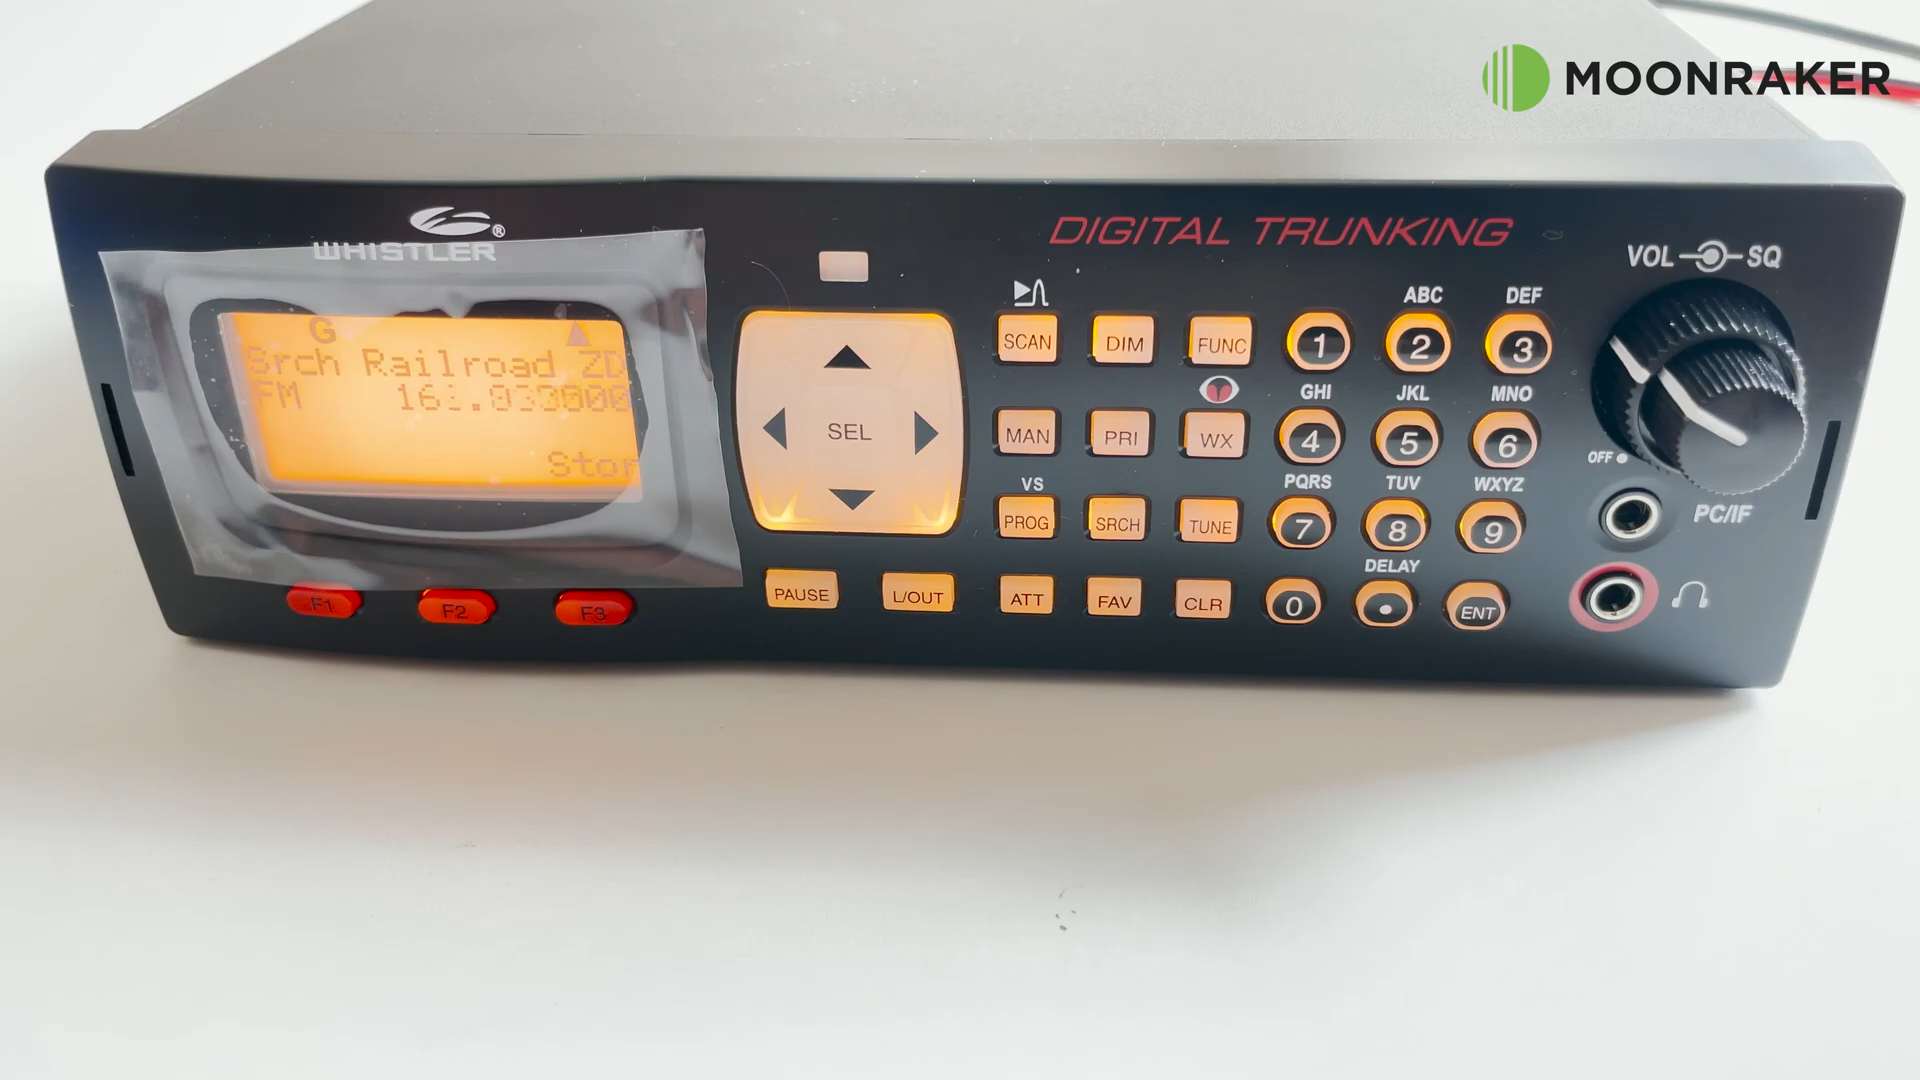 MOONRAKER
WHISTLER®
DIGITAL TRUNKING
VOL SQ
G
Srch Railroad ZD
FM
Stor
SEL
SCAN DIM FUNC 1 ABC 2 DEF 3
MAN PRI WX GHI 4 JKL 5 MNO 6
OFF
VS PROG SRCH TUNE PQRS 7 TUV 8 WXYZ 9
PC/IF
F1 F2 F3 PAUSE L/OUT ATT FAV CLR 0 DELAY • ENT